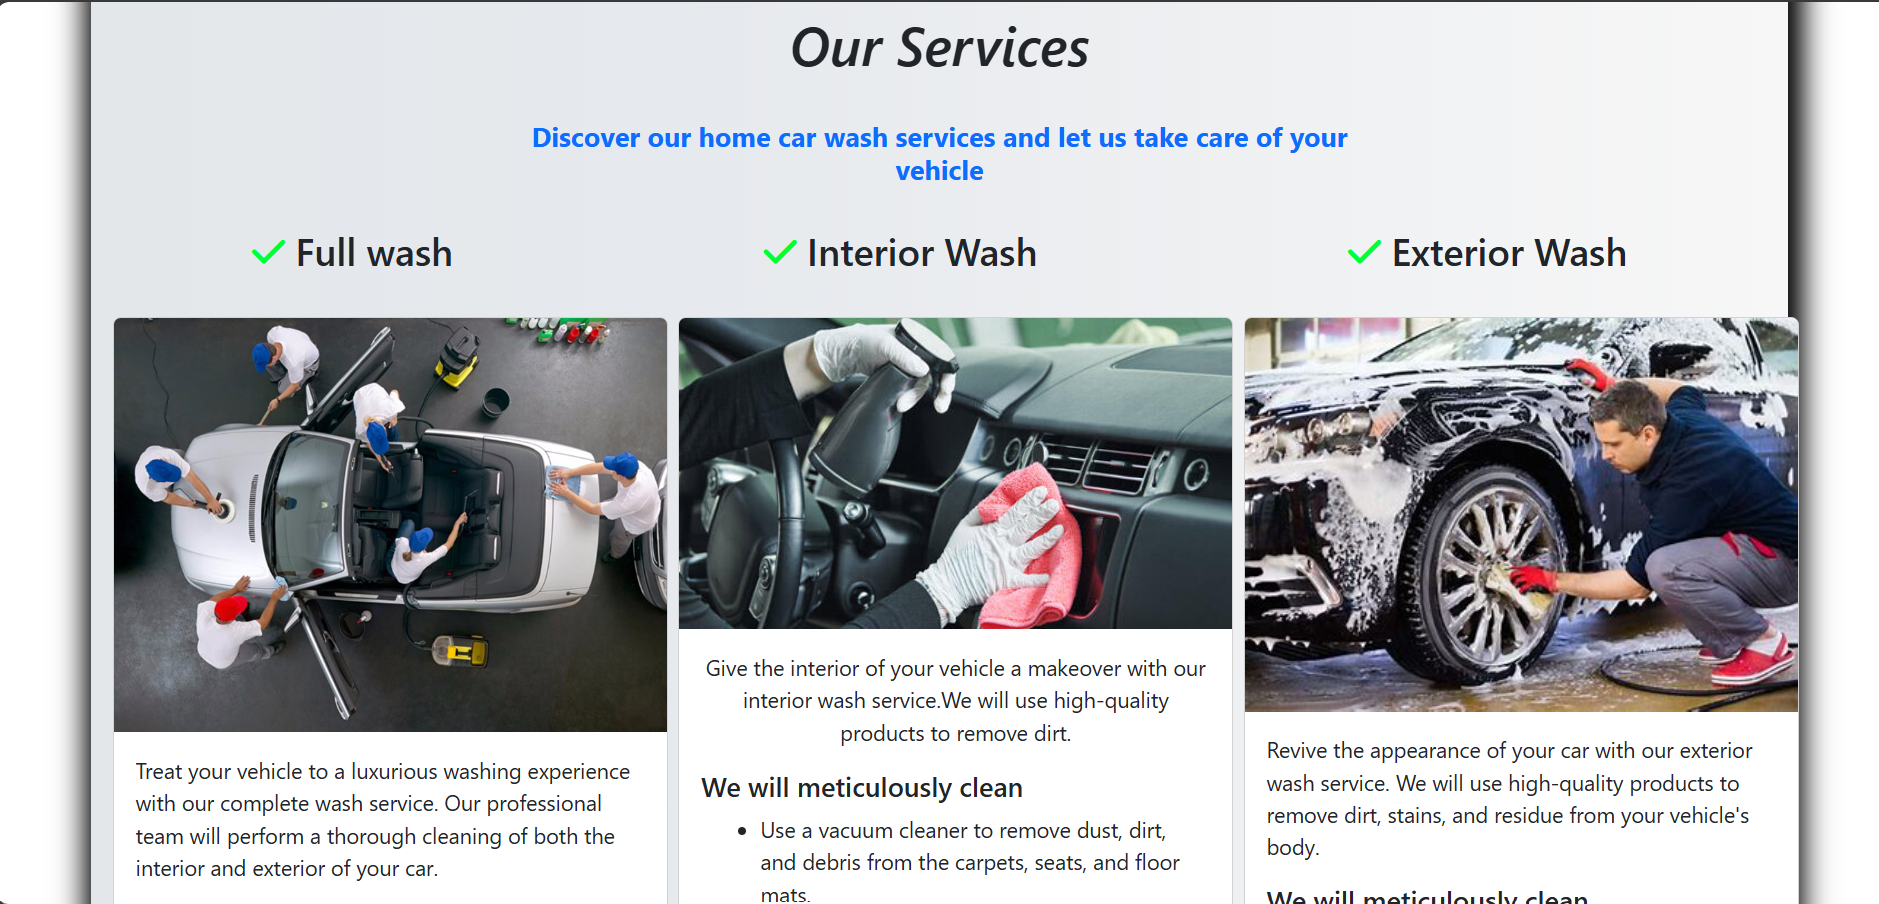 Our Services
Discover our home car wash services and let us take care of your
vehicle
Full wash
Interior Wash
Exterior Wash
Treat your vehicle to a luxurious washing experience
with our complete wash service. Our professional
team will perform a thorough cleaning of both the
interior and exterior of your car.
Give the interior of your vehicle a makeover with our
interior wash service.We will use high-quality
products to remove dirt.
We will meticulously clean
• Use a vacuum cleaner to remove dust, dirt,
and debris from the carpets, seats, and floor
mats.
Revive the appearance of your car with our exterior
wash service. We will use high-quality products to
remove dirt, stains, and residue from your vehicle's
body.
We will meticulously clean